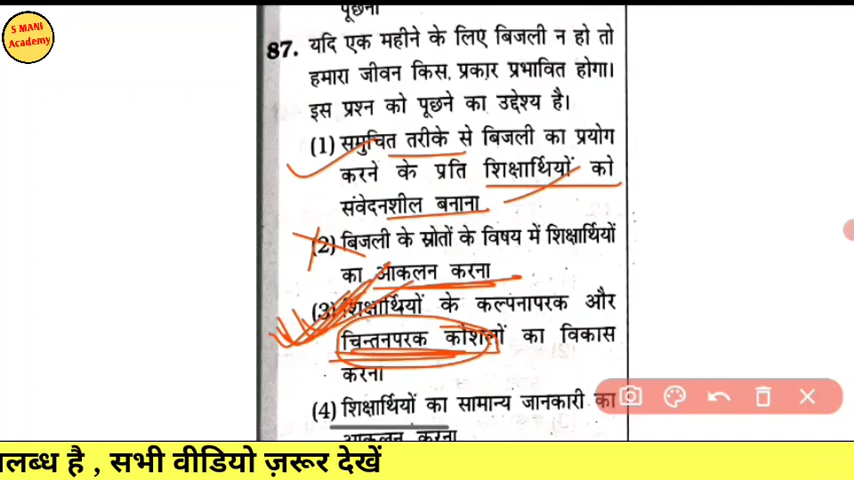 S MANI
Academy
पूछना
87. यदि एक महीने के लिए बिजली न हो तो
हमारा जीवन किस, प्रकार प्रभावित होगा।
इस प्रश्न को पूछने का उद्देश्य है।
(1) समुचित तरीके से बिजली का प्रयोग
करने के प्रति शिक्षार्थियों को
संवेदनशील बनाना
(2) बिजली के स्रोतों के विषय में शिक्षार्थियों
का आकलन करना
(3) शिक्षार्थियों के कल्पनापरक और
चिन्तनपरक कौशलों का विकास
करना
(4) शिक्षार्थियों का सामान्य जानकारी का
आकलन करना
लब्ध है , सभी वीडियो ज़रूर देखें